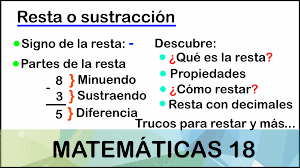 Resta o sustracción
Signo de la resta: -
Partes de la resta
8 } Minuendo
- 3 } Sustraendo
5 } Diferencia
Descubre:
¿Qué es la resta?
Propiedades
¿Cómo restar?
Resta con decimales
Trucos para restar y más...
MATEMÁTICAS 18